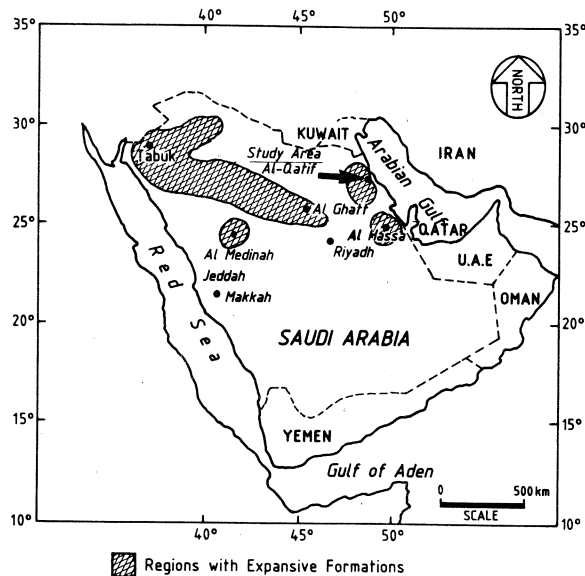 40° 45° 50°
35° 35°
NORTH
30° 30°
KUWAIT
IRAN
Tabuk
Study Area
Al-Qatif
Arabian Gulf
Al Ghatt
25° 25°
Al Hassa
QATAR
Al Medinah
Riyadh
U.A.E
Jeddah
Makkah
OMAN
Red Sea
20° 20°
SAUDI ARABIA
15° 15°
YEMEN
Gulf of Aden
0 500 km
SCALE
10° 10°
40° 45° 50°
Regions with Expansive Formations